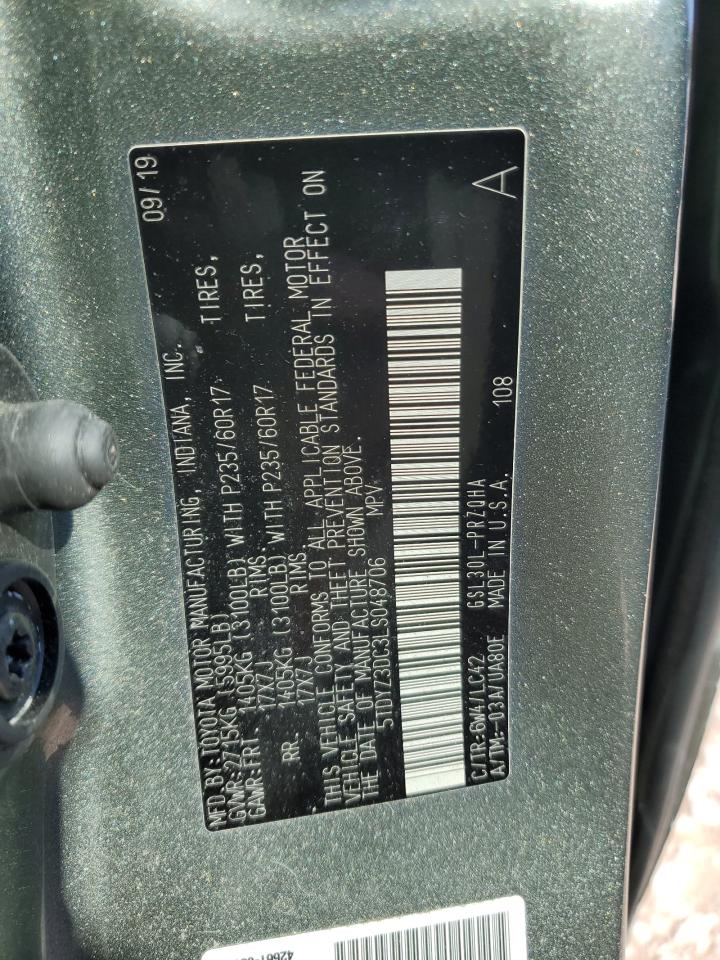 MFD BY:TOYOTA MOTOR MANUFACTURING, INDIANA, INC. 09/19
GVWR:2715KG (5995LB)
GAWR:FRT 1405KG (3100LB) WITH P235/60R17 TIRES,
17X7J RIMS.
RR. 1405KG (3100LB) WITH P235/60R17 TIRES,
17X7J RIMS
THIS VEHICLE CONFORMS TO ALL APPLICABLE FEDERAL MOTOR
VEHICLE SAFETY AND THEFT PREVENTION STANDARDS IN EFFECT ON
THE DATE OF MANUFACTURE SHOWN ABOVE.
5TDYZ3DC3LS048706 MPV
C/TR:6W4/LC42 GSL30L-PRZQHA 108 A
A/TM:-03A/UA80E MADE IN U.S.A.